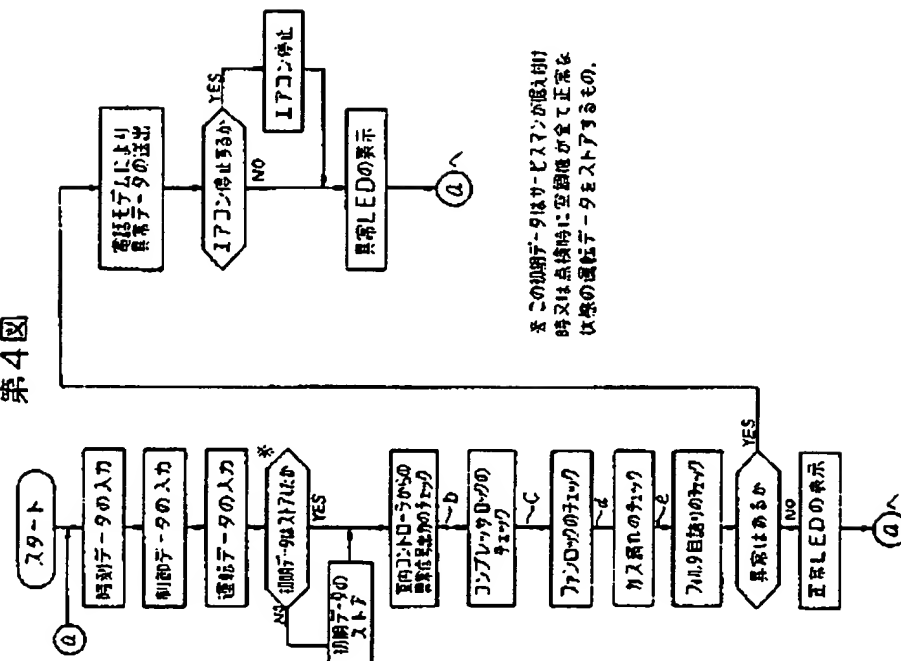 第4図
スタート
a
時刻データの入力
制御データの入力
運転データの入力
初期データはストアしたか
※
NO
YES
初期データの
ストア
室内コントローラからの
異常信号出力のチェック
b
コンプレッサロックの
チェック
C
ファンロックのチェック
d
ガス漏れのチェック
e
フィルタ目詰りのチェック
異常はあるか
YES
NO
正常LEDの表示
aへ
電話モデムにより
異常データの送出
エアコン停止するか
YES
NO
エアコン停止
異常LEDの表示
aへ
※ この初期データはサービスマンが据え付け
時又は点検時に空調機が全て正常な
状態の運転データをストアするもの。